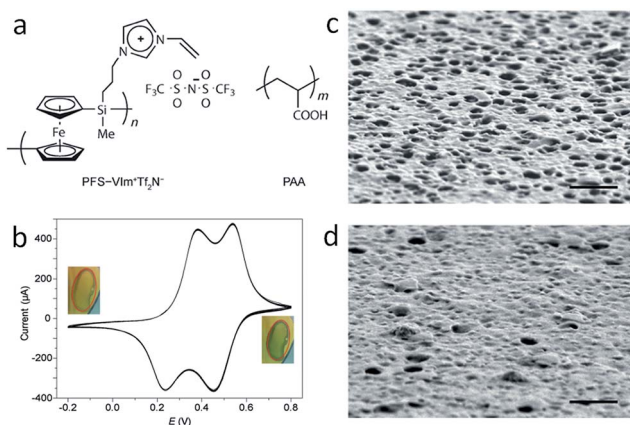 a
N
+
N
O
O
F₃C·S·N·S·CF₃
−
O
O
Si
n
Me
Fe
m
COOH
PFS−VIm⁺Tf₂N⁻
PAA
b
400
200
0
-200
-400
Current (µA)
-0.2
0.0
0.2
0.4
0.6
0.8
E (V)
c
d